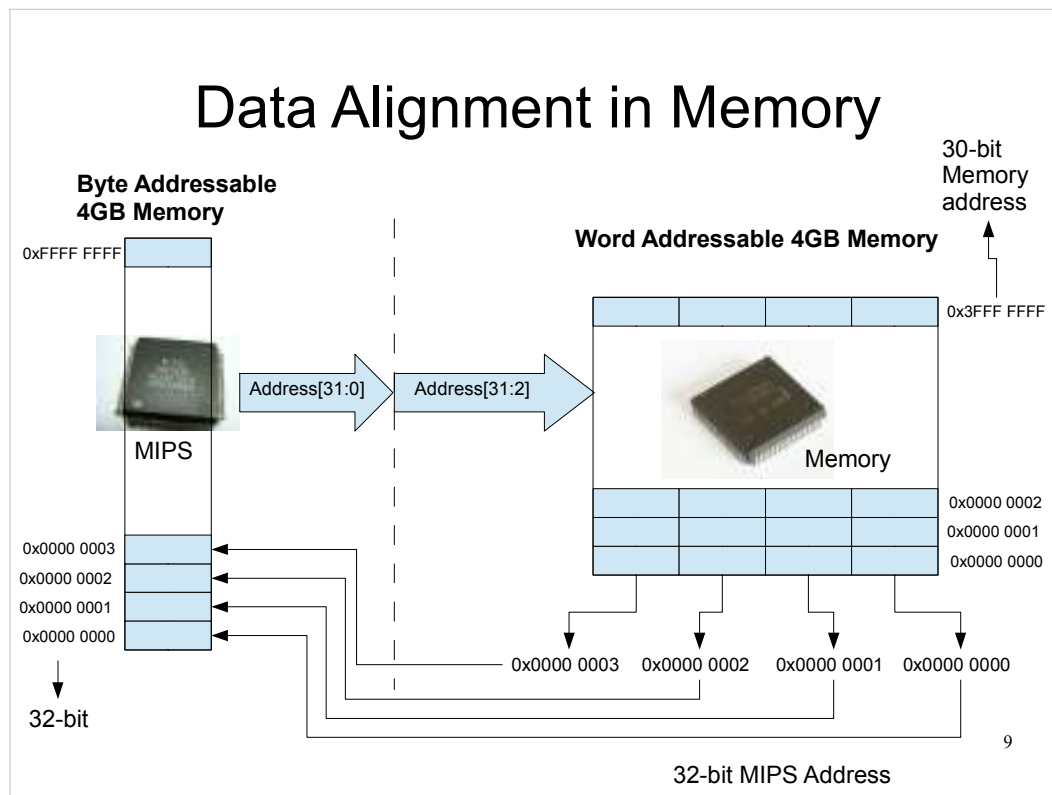 Data Alignment in Memory
30-bit
Memory
address
Byte Addressable
4GB Memory
Word Addressable 4GB Memory
0xFFFF FFFF
0x3FFF FFFF
Address[31:0]
Address[31:2]
MIPS
Memory
0x0000 0002
0x0000 0001
0x0000 0000
0x0000 0003
0x0000 0002
0x0000 0001
0x0000 0000
0x0000 0003
0x0000 0002
0x0000 0001
0x0000 0000
32-bit
9
32-bit MIPS Address